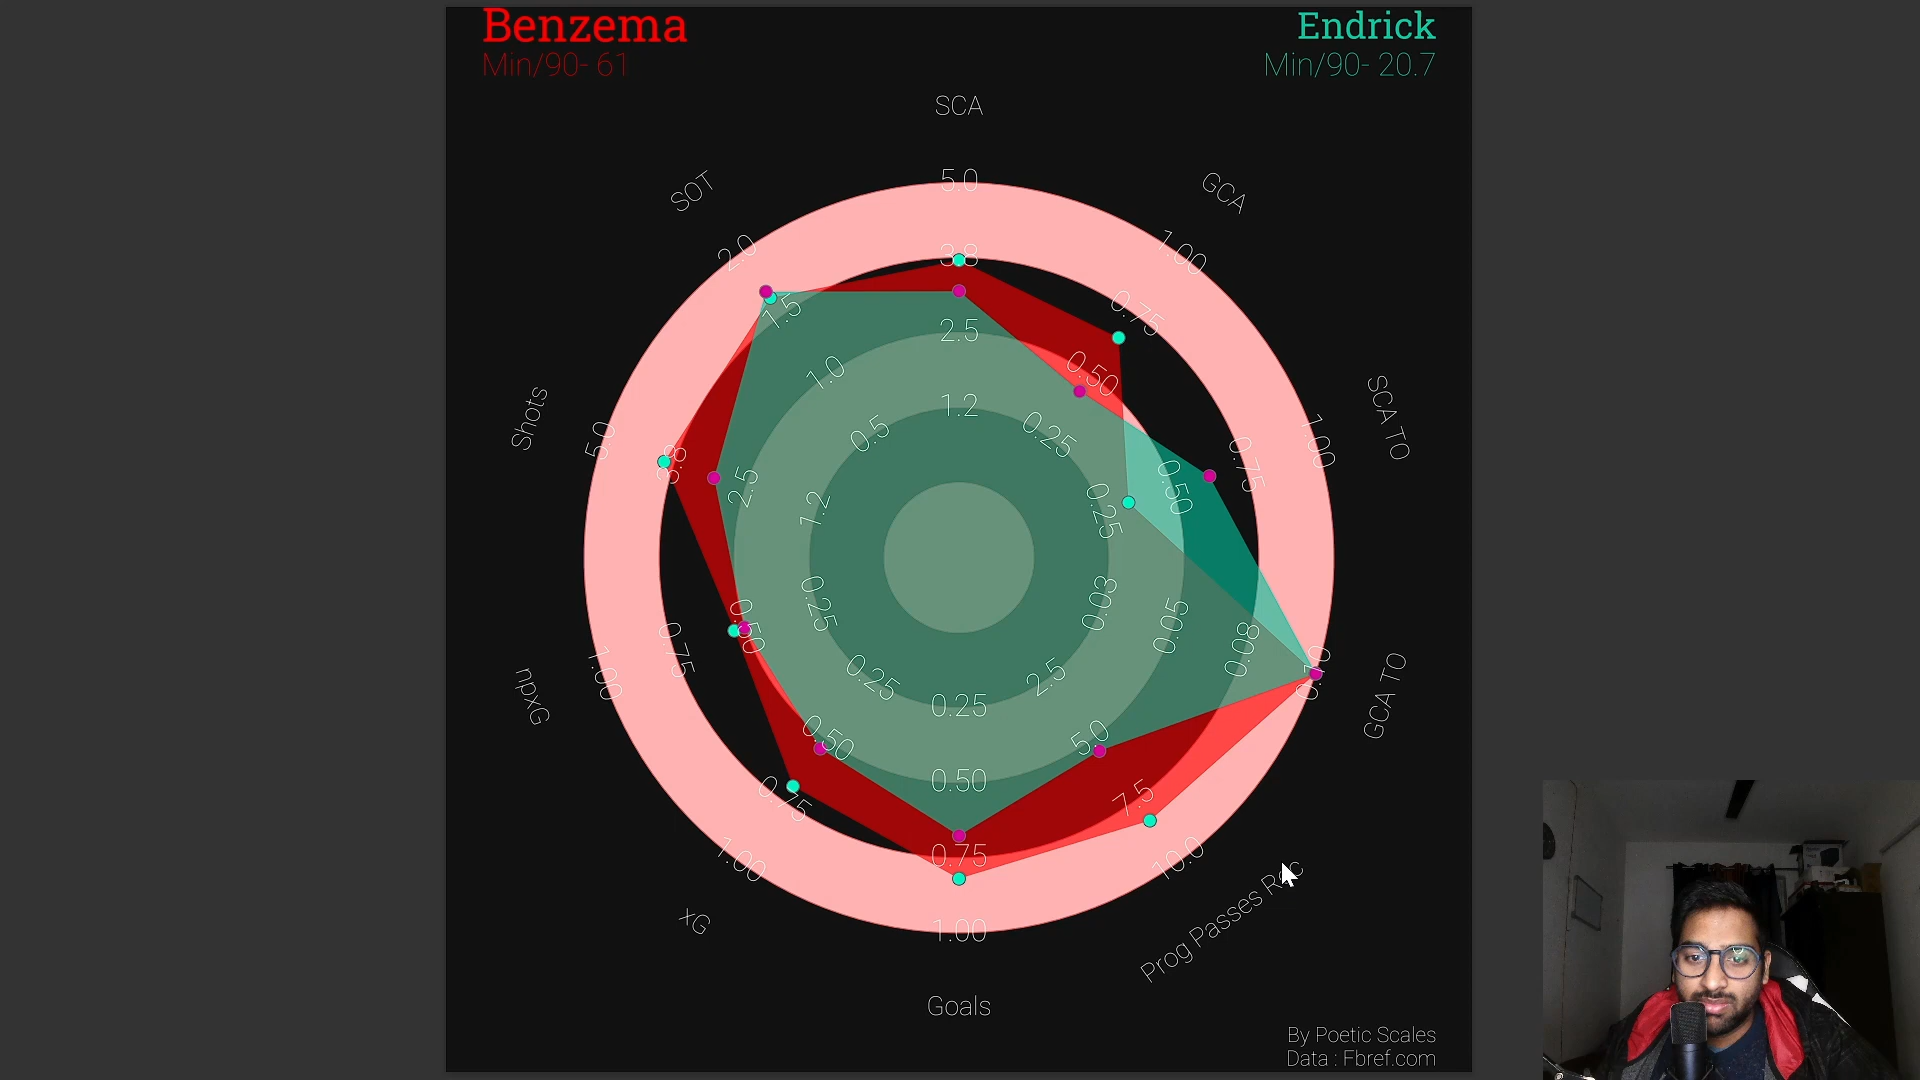 Benzema
Min/90- 61
Endrick
Min/90- 20.7
SCA
5.0
3.8
2.5
1.2
GCA
1.00
0.75
0.50
0.25
SCA TO
1.00
0.75
0.50
0.25
GCA TO
0.08
0.05
0.03
Prog Passes Rec
10.0
7.5
5.0
2.5
Goals
1.00
0.75
0.50
0.25
xG
1.00
0.75
0.50
0.25
npxG
1.00
0.75
0.50
0.25
Shots
5.0
3.8
2.5
1.2
SOT
2.0
1.5
1.0
0.5
By Poetic Scales
Data : Fbref.com